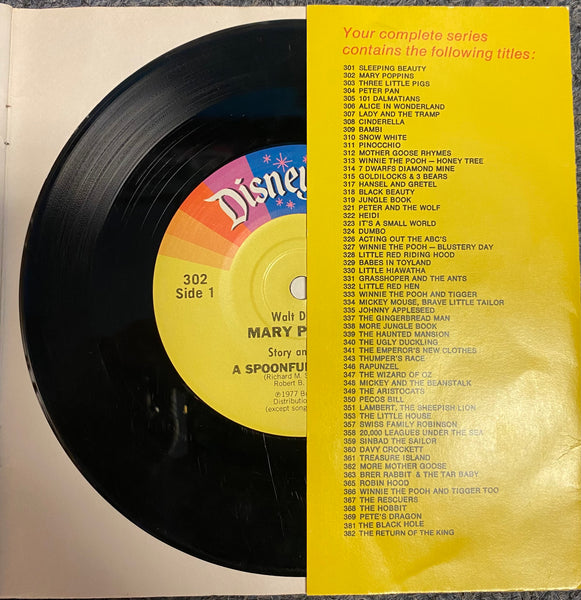 Disney
302
Side 1
Walt D
MARY P
Story an
A SPOONFU
(Richard M. S
Robert B.
℗1977 B
Distribution
(except song
Your complete series
contains the following titles:
301 SLEEPING BEAUTY
302 MARY POPPINS
303 THREE LITTLE PIGS
304 PETER PAN
305 101 DALMATIANS
306 ALICE IN WONDERLAND
307 LADY AND THE TRAMP
308 CINDERELLA
309 BAMBI
310 SNOW WHITE
311 PINOCCHIO
312 MOTHER GOOSE RHYMES
313 WINNIE THE POOH — HONEY TREE
314 7 DWARFS DIAMOND MINE
315 GOLDILOCKS & 3 BEARS
317 HANSEL AND GRETEL
318 BLACK BEAUTY
319 JUNGLE BOOK
321 PETER AND THE WOLF
322 HEIDI
323 IT'S A SMALL WORLD
324 DUMBO
326 ACTING OUT THE ABC'S
327 WINNIE THE POOH — BLUSTERY DAY
328 LITTLE RED RIDING HOOD
329 BABES IN TOYLAND
330 LITTLE HIAWATHA
331 GRASSHOPER AND THE ANTS
332 LITTLE RED HEN
333 WINNIE THE POOH AND TIGGER
334 MICKEY MOUSE, BRAVE LITTLE TAILOR
335 JOHNNY APPLESEED
337 THE GINGERBREAD MAN
338 MORE JUNGLE BOOK
339 THE HAUNTED MANSION
340 THE UGLY DUCKLING
341 THE EMPEROR'S NEW CLOTHES
343 THUMPER'S RACE
346 RAPUNZEL
347 THE WIZARD OF OZ
348 MICKEY AND THE BEANSTALK
349 THE ARISTOCATS
350 PECOS BILL
351 LAMBERT, THE SHEEPISH LION
353 THE LITTLE HOUSE
357 SWISS FAMILY ROBINSON
358 20,000 LEAGUES UNDER THE SEA
359 SINBAD THE SAILOR
360 DAVY CROCKETT
361 TREASURE ISLAND
362 MORE MOTHER GOOSE
363 BRER RABBIT & THE TAR BABY
365 ROBIN HOOD
366 WINNIE THE POOH AND TIGGER TOO
367 THE RESCUERS
368 THE HOBBIT
369 PETE'S DRAGON
381 THE BLACK HOLE
382 THE RETURN OF THE KING